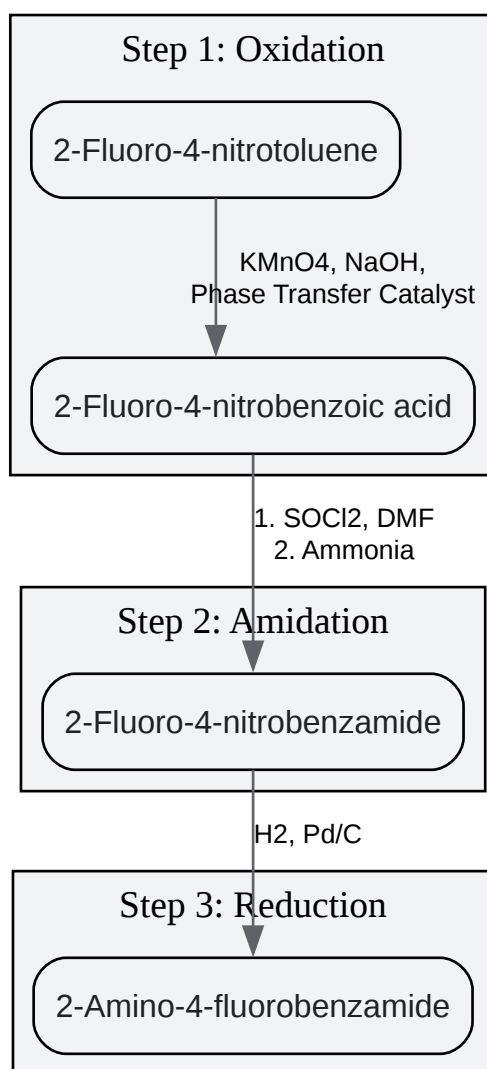 Step 1: Oxidation
2-Fluoro-4-nitrotoluene
KMnO4, NaOH,
Phase Transfer Catalyst
2-Fluoro-4-nitrobenzoic acid
1. SOCl2, DMF
2. Ammonia
Step 2: Amidation
2-Fluoro-4-nitrobenzamide
H2, Pd/C
Step 3: Reduction
2-Amino-4-fluorobenzamide